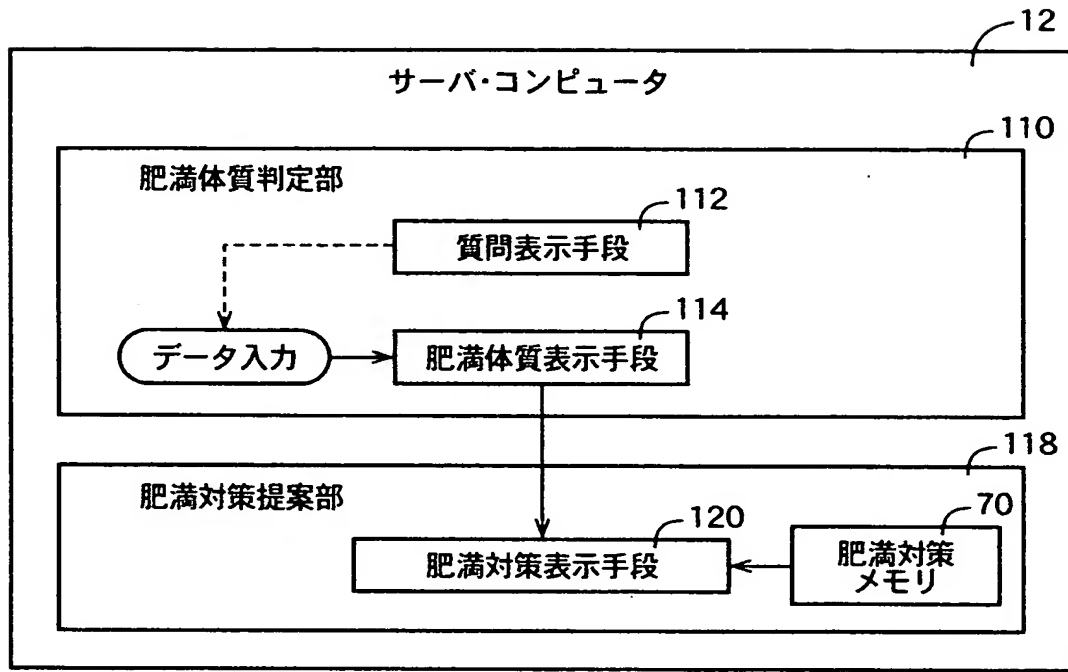 12
サーバ・コンピュータ
110
肥満体質判定部
112
質問表示手段
114
データ入力
肥満体質表示手段
118
肥満対策提案部
120
70
肥満対策表示手段
肥満対策
メモリ